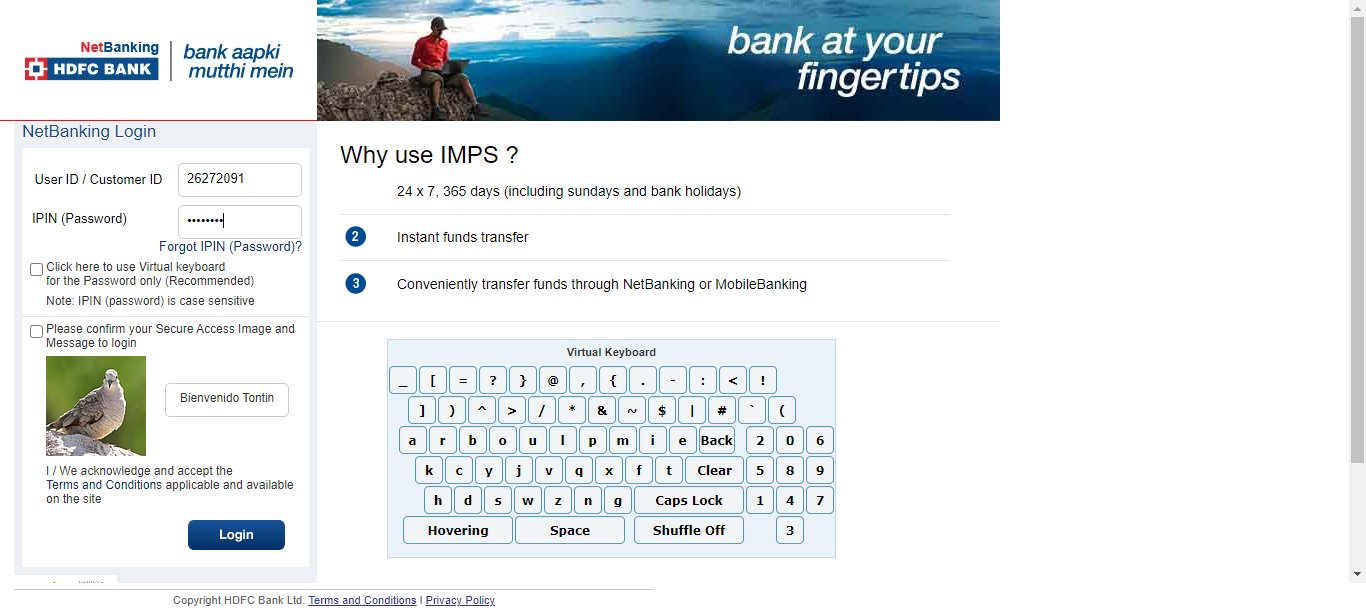 NetBanking
HDFC BANK
bank aapki
mutthi mein
bank at your
fingertips
NetBanking Login
User ID / Customer ID
26272091
IPIN (Password)
••••••••
Forgot IPIN (Password)?
Click here to use Virtual keyboard
for the Password only (Recommended)
Note: IPIN (password) is case sensitive
Please confirm your Secure Access Image and
Message to login
Bienvenido Tontin
I / We acknowledge and accept the
Terms and Conditions applicable and available
on the site
Login
Why use IMPS ?
24 x 7, 365 days (including sundays and bank holidays)
2 Instant funds transfer
3 Conveniently transfer funds through NetBanking or MobileBanking
Virtual Keyboard
_ [ = ? } @ , { . - : < !
] ) ^ > / * & ~ $ | # ` (
a r b o u l p m i e Back 2 0 6
k c y j v q x f t Clear 5 8 9
h d s w z n g Caps Lock 1 4 7
Hovering Space Shuffle Off 3
Copyright HDFC Bank Ltd. Terms and Conditions I Privacy Policy